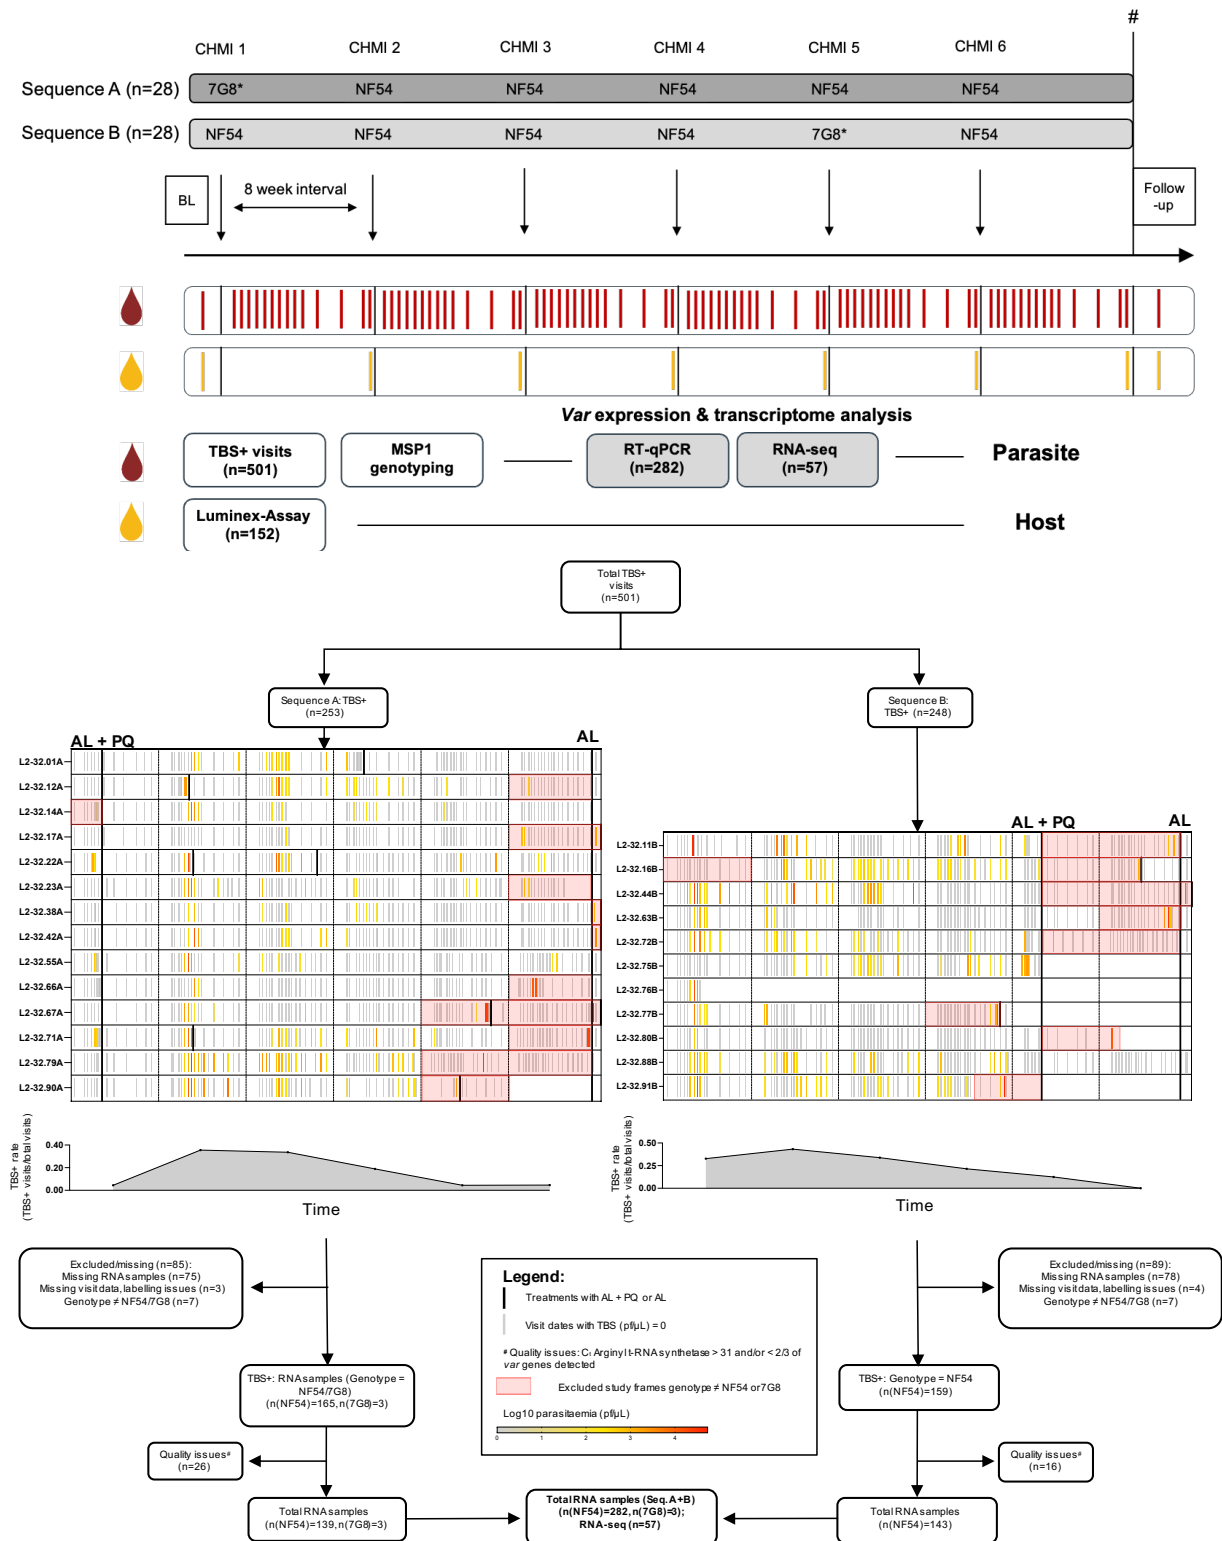 #
CHMI 1
CHMI 2
CHMI 3
CHMI 4
CHMI 5
CHMI 6
Sequence A (n=28)
7G8*
NF54
NF54
NF54
NF54
NF54
Sequence B (n=28)
NF54
NF54
NF54
NF54
7G8*
NF54
BL
8 week interval
Follow
-up
Var expression & transcriptome analysis
TBS+ visits
(n=501)
MSP1
genotyping
RT-qPCR
(n=282)
RNA-seq
(n=57)
Parasite
Luminex-Assay
(n=152)
Host
Total TBS+
visits
(n=501)
Sequence A: TBS+
(n=253)
Sequence B:
TBS+ (n=248)
AL + PQ
AL
L2-32.01A
L2-32.12A
L2-32.14A
L2-32.17A
L2-32.22A
L2-32.23A
L2-32.38A
L2-32.42A
L2-32.55A
L2-32.66A
L2-32.67A
L2-32.71A
L2-32.79A
L2-32.90A
AL + PQ
AL
L2-32.11B
L2-32.16B
L2-32.44B
L2-32.63B
L2-32.72B
L2-32.75B
L2-32.76B
L2-32.77B
L2-32.80B
L2-32.88B
L2-32.91B
TBS+ rate
(TBS+ visits/total visits)
0.40
0.20
0.00
Time
TBS+ rate
(TBS+ visits/total visits)
0.50
0.25
0.00
Time
Excluded/missing (n=85):
Missing RNA samples (n=75)
Missing visit data, labelling issues (n=3)
Genotype ≠ NF54/7G8 (n=7)
Excluded/missing (n=89):
Missing RNA samples (n=78)
Missing visit data, labelling issues (n=4)
Genotype ≠ NF54/7G8 (n=7)
Legend:
Treatments with AL + PQ or AL
Visit dates with TBS (pf/µL) = 0
# Quality issues: Ct Arginyl t-RNA synthetase > 31 and/or < 2/3 of
var genes detected
Excluded study frames genotype ≠ NF54 or 7G8
Log10 parasitaemia (pf/µL)
0 1 2 3 4
TBS+: RNA samples (Genotype =
NF54/7G8)
(n(NF54)=165, n(7G8)=3)
TBS+: Genotype = NF54
(n(NF54)=159)
Quality issues#
(n=26)
Quality issues#
(n=16)
Total RNA samples
(n(NF54)=139, n(7G8)=3)
Total RNA samples (Seq. A+B)
(n(NF54)=282, n(7G8)=3);
RNA-seq (n=57)
Total RNA samples
(n(NF54)=143)